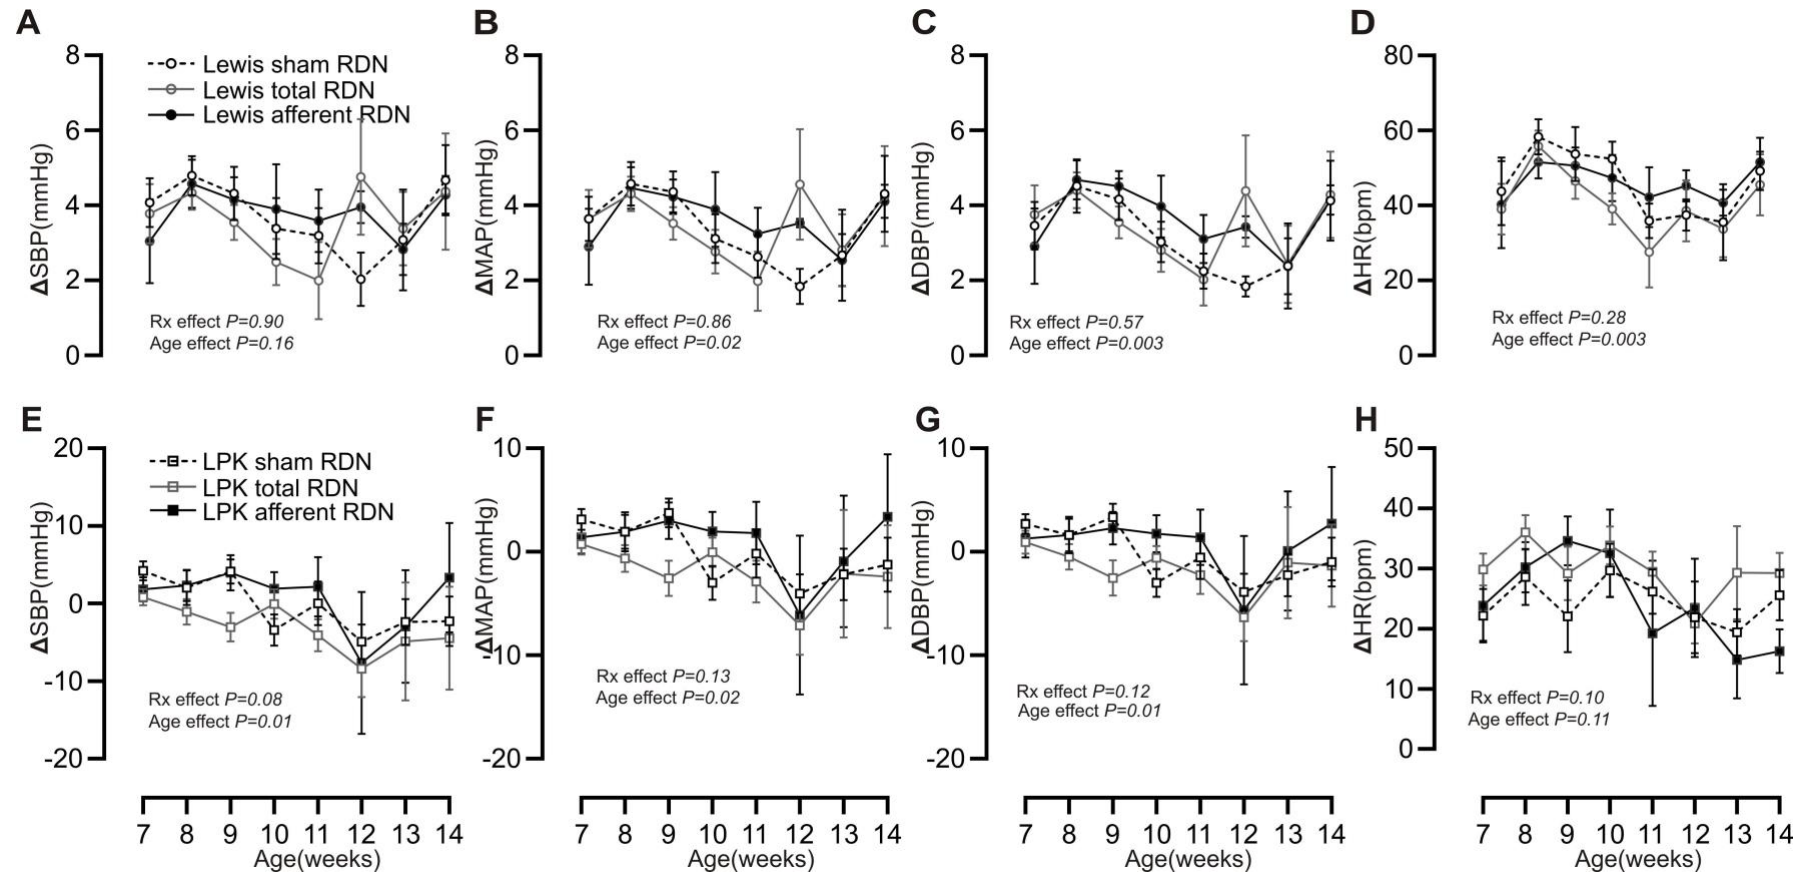 A
B
C
D
8
6
4
2
0
ΔSBP(mmHg)
Lewis sham RDN
Lewis total RDN
Lewis afferent RDN
Rx effect P=0.90
Age effect P=0.16
8
6
4
2
0
ΔMAP(mmHg)
Rx effect P=0.86
Age effect P=0.02
8
6
4
2
0
ΔDBP(mmHg)
Rx effect P=0.57
Age effect P=0.003
80
60
40
20
0
ΔHR(bpm)
Rx effect P=0.28
Age effect P=0.003
E
F
G
H
20
10
0
-10
-20
ΔSBP(mmHg)
LPK sham RDN
LPK total RDN
LPK afferent RDN
Rx effect P=0.08
Age effect P=0.01
7 8 9 10 11 12 13 14
Age(weeks)
10
0
-10
-20
ΔMAP(mmHg)
Rx effect P=0.13
Age effect P=0.02
7 8 9 10 11 12 13 14
Age(weeks)
10
0
-10
-20
ΔDBP(mmHg)
Rx effect P=0.12
Age effect P=0.01
7 8 9 10 11 12 13 14
Age(weeks)
50
40
30
20
10
0
ΔHR(bpm)
Rx effect P=0.10
Age effect P=0.11
7 8 9 10 11 12 13 14
Age(weeks)